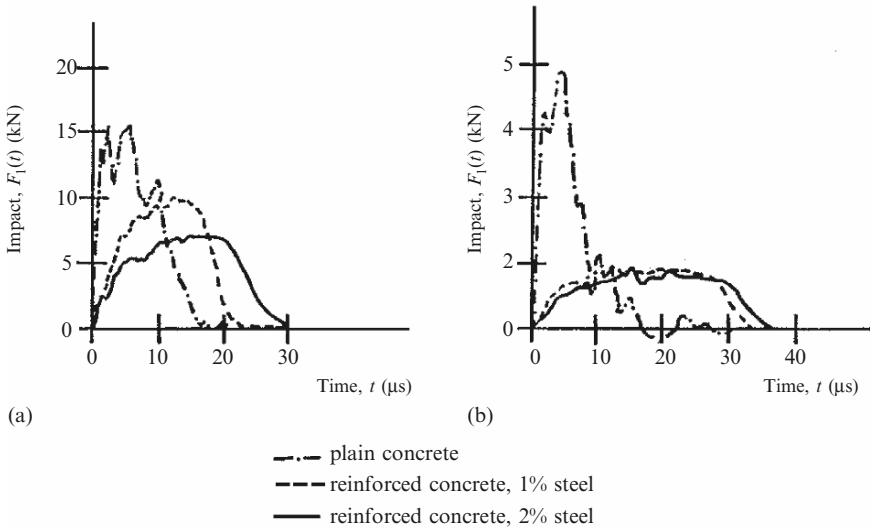 20
15
10
5
0
Impact, F₁(t) (kN)
0 10 20 30
Time, t (μs)
(a)
5
4
3
2
0
Impact, F₁(t) (kN)
0 10 20 30 40
Time, t (μs)
(b)
plain concrete
reinforced concrete, 1% steel
reinforced concrete, 2% steel